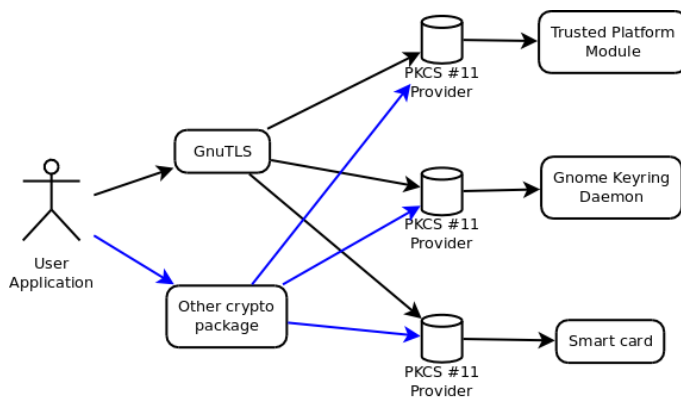 Trusted Platform
Module
PKCS #11
Provider
GnuTLS
Gnome Keyring
Daemon
PKCS #11
Provider
User
Application
Other crypto
package
Smart card
PKCS #11
Provider